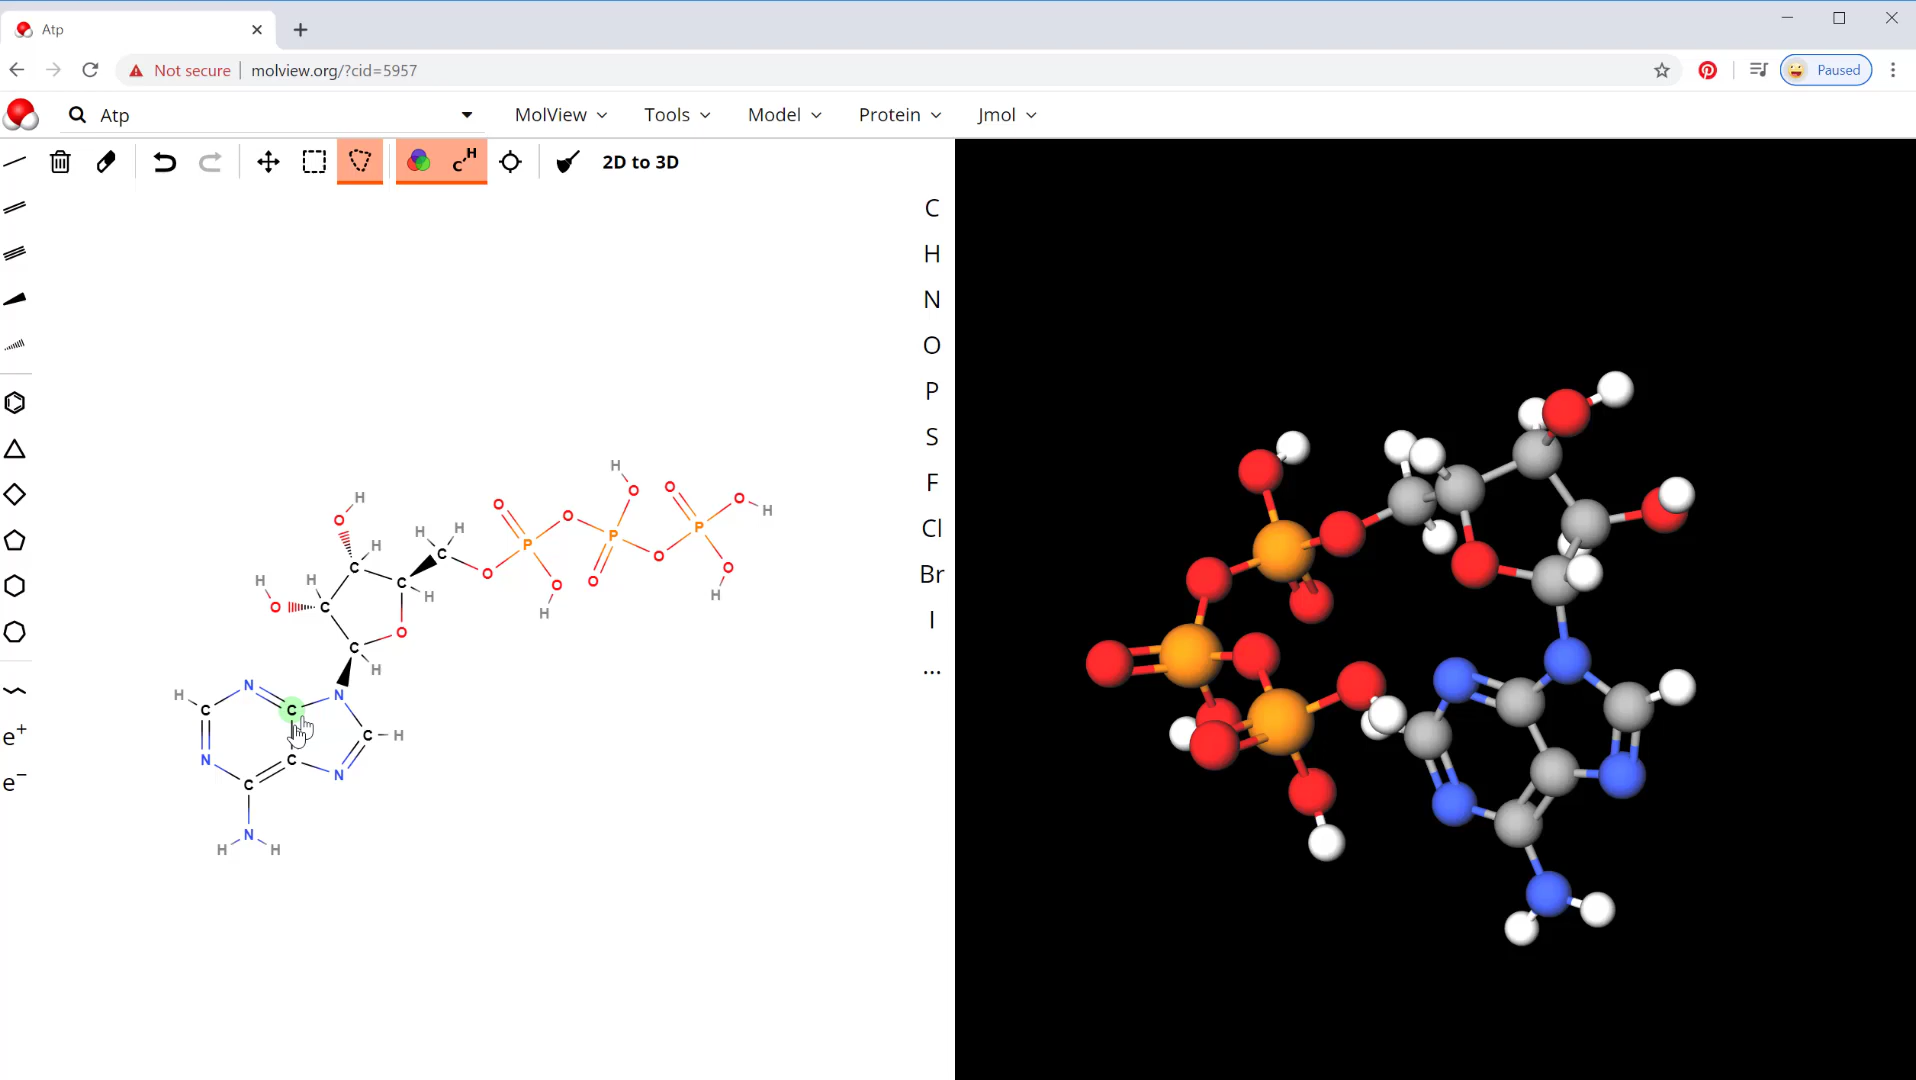 Atp
Not secure molview.org/?cid=5957 Paused
Atp MolView Tools Model Protein Jmol
C H 2D to 3D
C
H
N
O
P
S
F
Cl
Br
I
...
e+
e−
H
H O O H
O H H O P O P O P O H
H H C C O O O O H
H O C C H H H
C O
H
H N C N
C C H
N C N
C
N
H H